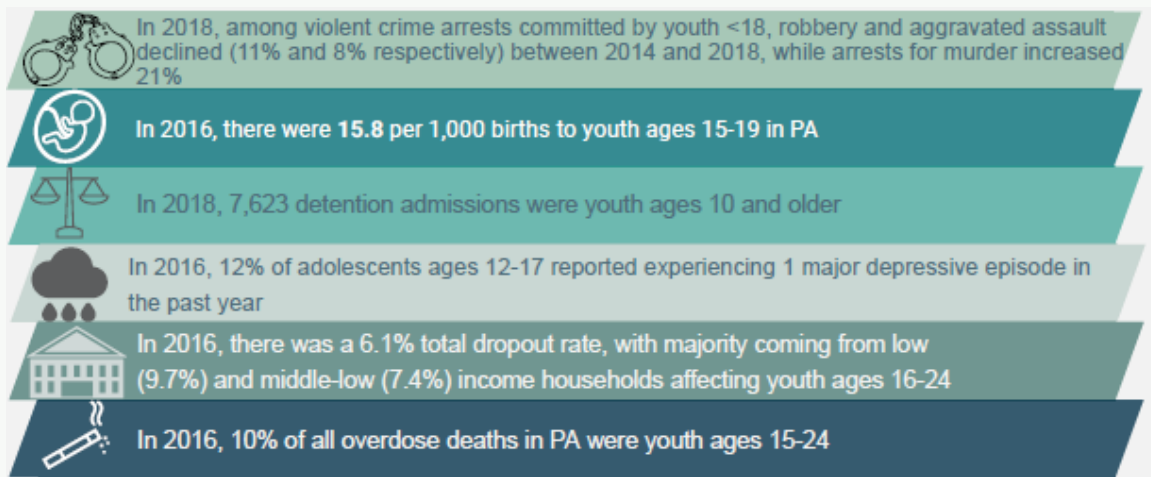 In 2018, among violent crime arrests committed by youth <18, robbery and aggravated assault
declined (11% and 8% respectively) between 2014 and 2018, while arrests for murder increased
21%
In 2016, there were 15.8 per 1,000 births to youth ages 15-19 in PA
In 2018, 7,623 detention admissions were youth ages 10 and older
In 2016, 12% of adolescents ages 12-17 reported experiencing 1 major depressive episode in
the past year
In 2016, there was a 6.1% total dropout rate, with majority coming from low
(9.7%) and middle-low (7.4%) income households affecting youth ages 16-24
In 2016, 10% of all overdose deaths in PA were youth ages 15-24